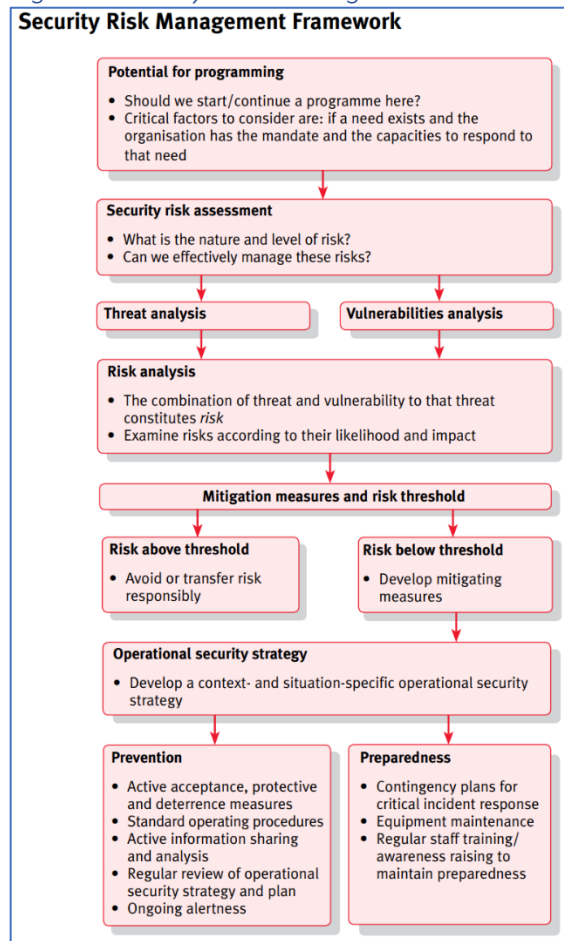 Security Risk Management Framework
Potential for programming
• Should we start/continue a programme here?
• Critical factors to consider are: if a need exists and the
organisation has the mandate and the capacities to respond to
that need
Security risk assessment
• What is the nature and level of risk?
• Can we effectively manage these risks?
Threat analysis
Vulnerabilities analysis
Risk analysis
• The combination of threat and vulnerability to that threat
constitutes risk
• Examine risks according to their likelihood and impact
Mitigation measures and risk threshold
Risk above threshold
• Avoid or transfer risk
responsibly
Risk below threshold
• Develop mitigating
measures
Operational security strategy
• Develop a context- and situation-specific operational security
strategy
Prevention
• Active acceptance, protective
and deterrence measures
• Standard operating procedures
• Active information sharing
and analysis
• Regular review of operational
security strategy and plan
• Ongoing alertness
Preparedness
• Contingency plans for
critical incident response
• Equipment maintenance
• Regular staff training/
awareness raising to
maintain preparedness